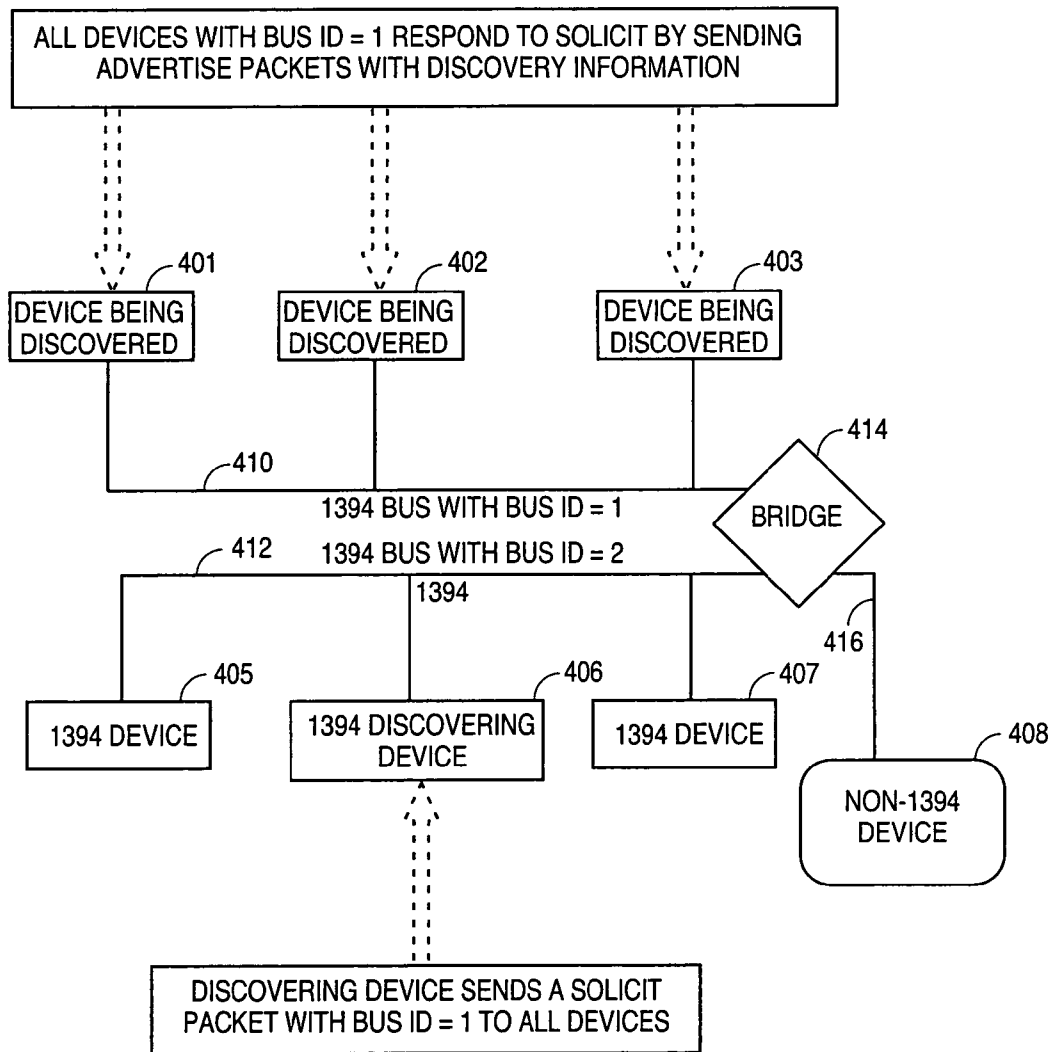 ALL DEVICES WITH BUS ID = 1 RESPOND TO SOLICIT BY SENDING
ADVERTISE PACKETS WITH DISCOVERY INFORMATION
401
402
403
DEVICE BEING
DISCOVERED
DEVICE BEING
DISCOVERED
DEVICE BEING
DISCOVERED
414
410
1394 BUS WITH BUS ID = 1
BRIDGE
412
1394 BUS WITH BUS ID = 2
1394
416
405
406
407
1394 DEVICE
1394 DISCOVERING
DEVICE
1394 DEVICE
408
NON-1394
DEVICE
DISCOVERING DEVICE SENDS A SOLICIT
PACKET WITH BUS ID = 1 TO ALL DEVICES